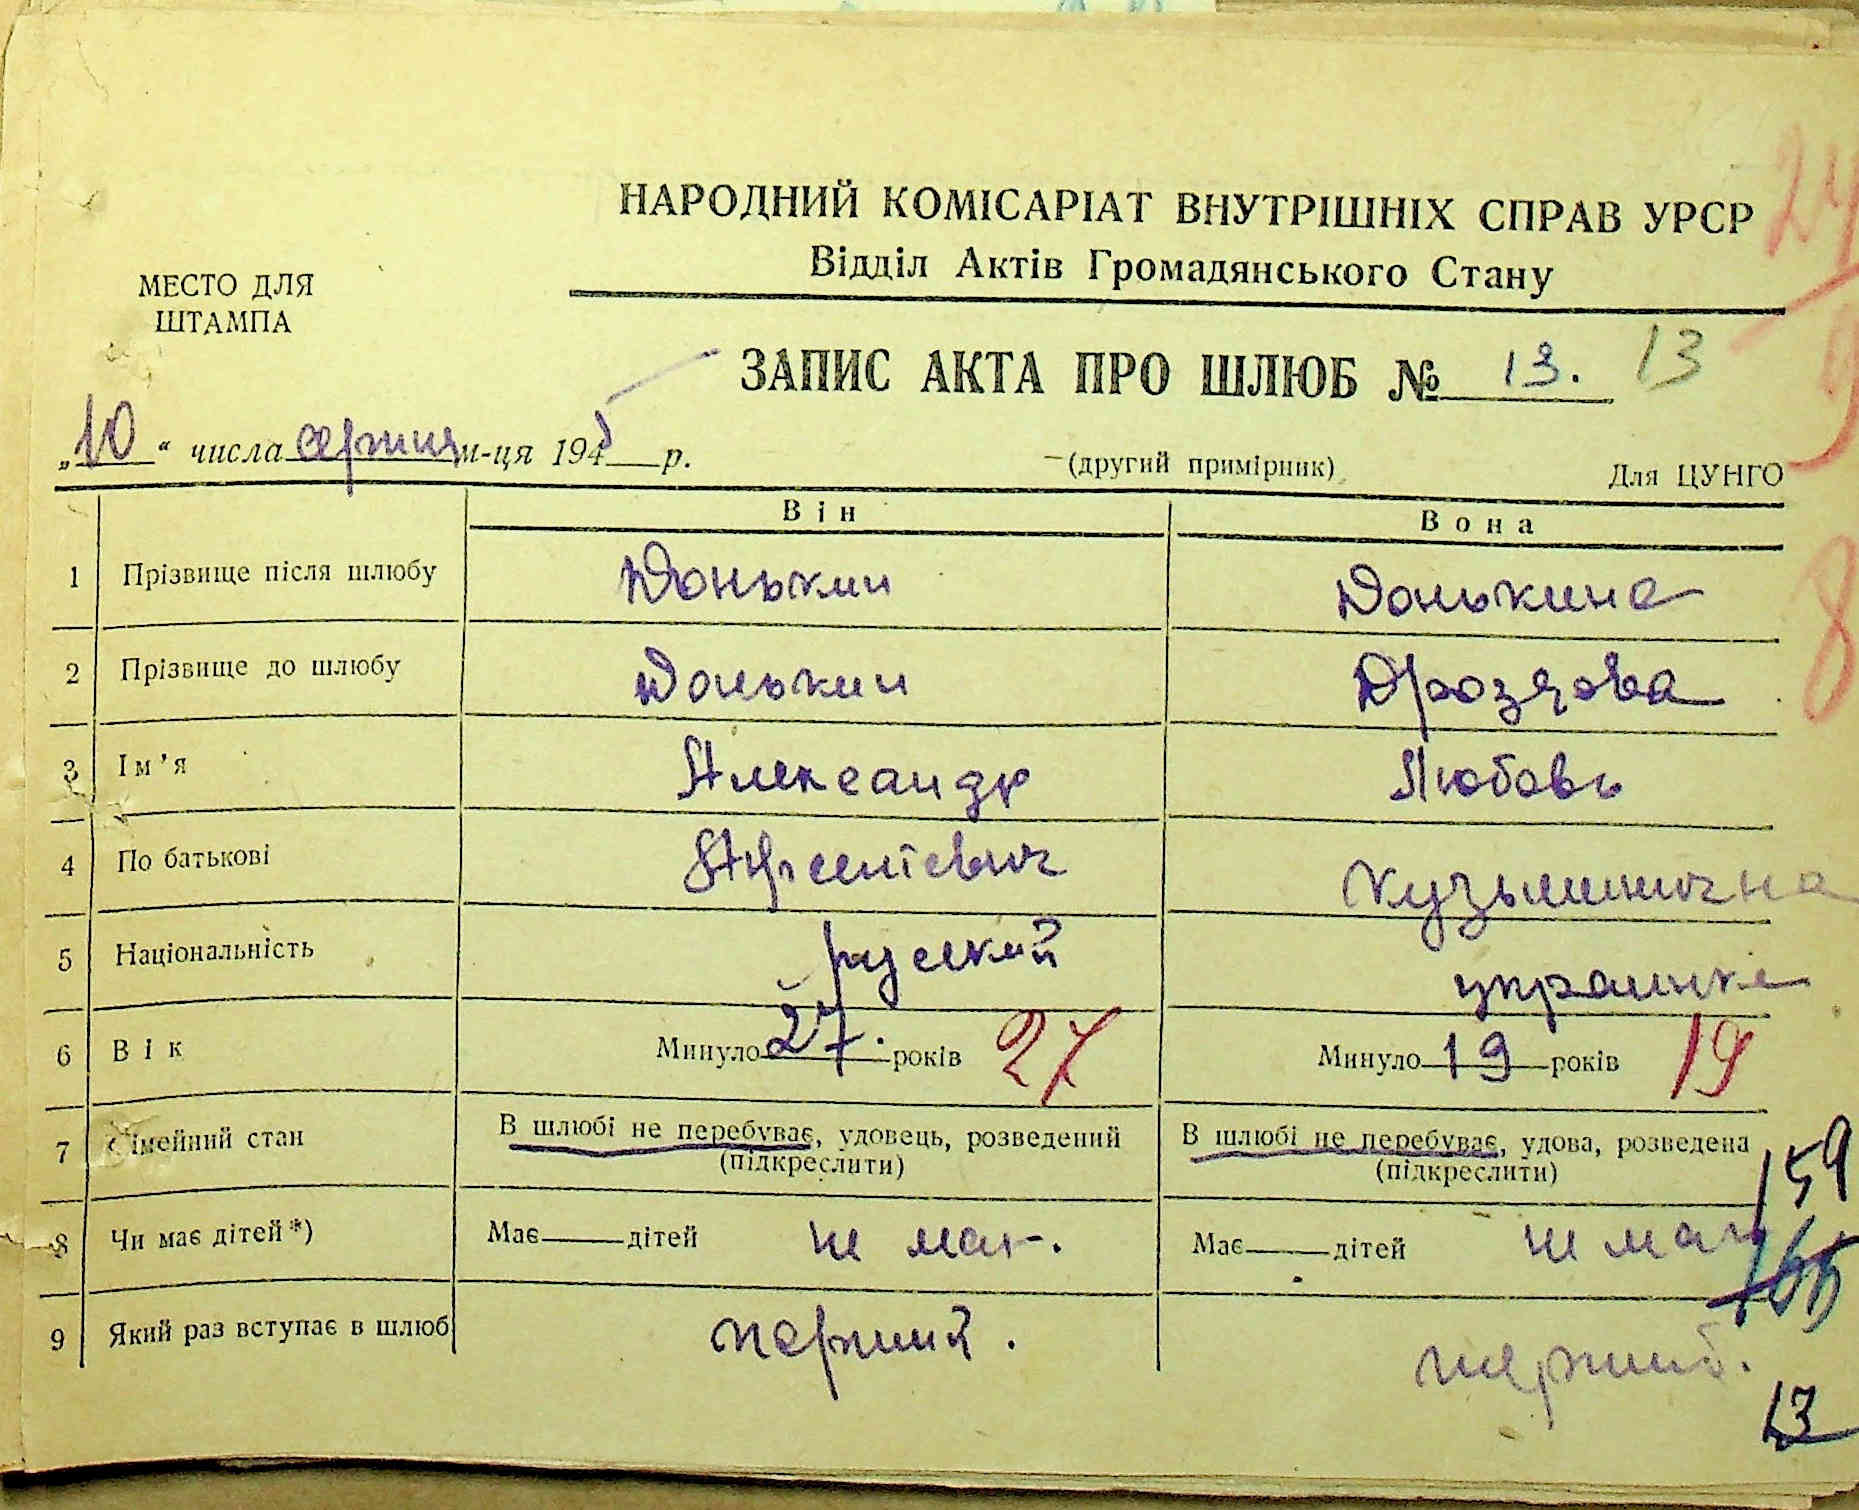 НАРОДНИЙ КОМІСАРІАТ ВНУТРІШНІХ СПРАВ УРСР
Відділ Актів Громадянського Стану
МЕСТО ДЛЯ
ШТАМПА
ЗАПИС АКТА ПРО ШЛЮБ № 13. 13
„10“ числа серпня м-ця 1945 р.
(другий примірник)
Для ЦУНГО
Він Вона
1 Прізвище після шлюбу Донькин Донькина
2 Прізвище до шлюбу Донькин Дроздова
3 Ім'я Александр Любовь
4 По батькові Арсентієвич Кузьминична
5 Національність руский украинка
6 Вік Минуло 27. років 27 Минуло 19 років 19
7 Сімейний стан В шлюбі не перебуває, удовець, розведений (підкреслити) В шлюбі не перебуває, удова, розведена (підкреслити)
159
8 Чи має дітей*) Має дітей не має. Має дітей не має
9 Який раз вступає в шлюб перший. перший.
13